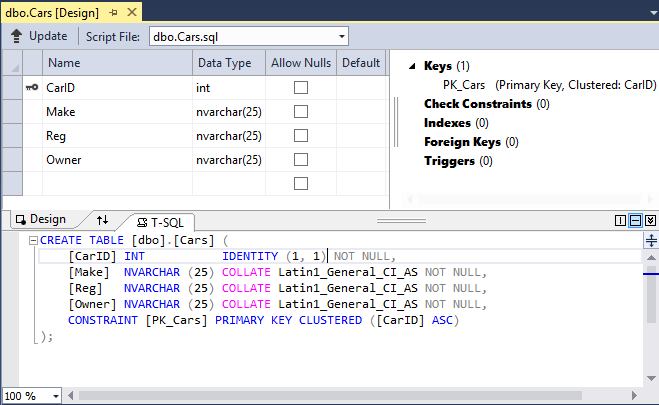 dbo.Cars [Design]
Update Script File: dbo.Cars.sql
Name Data Type Allow Nulls Default
CarID int
Make nvarchar(25)
Reg nvarchar(25)
Owner nvarchar(25)
Keys (1)
PK_Cars (Primary Key, Clustered: CarID)
Check Constraints (0)
Indexes (0)
Foreign Keys (0)
Triggers (0)
Design T-SQL
CREATE TABLE [dbo].[Cars] (
[CarID] INT IDENTITY (1, 1) NOT NULL,
[Make] NVARCHAR (25) COLLATE Latin1_General_CI_AS NOT NULL,
[Reg] NVARCHAR (25) COLLATE Latin1_General_CI_AS NOT NULL,
[Owner] NVARCHAR (25) COLLATE Latin1_General_CI_AS NOT NULL,
CONSTRAINT [PK_Cars] PRIMARY KEY CLUSTERED ([CarID] ASC)
);
100 %